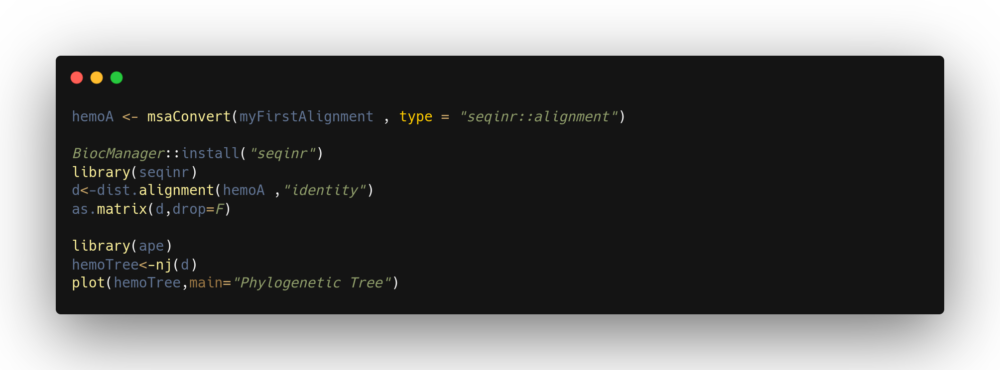 hemoA <- msaConvert(myFirstAlignment , type = "seqinr::alignment")
BiocManager::install("seqinr")
library(seqinr)
d<-dist.alignment(hemoA ,"identity")
as.matrix(d,drop=F)
library(ape)
hemoTree<-nj(d)
plot(hemoTree,main="Phylogenetic Tree")